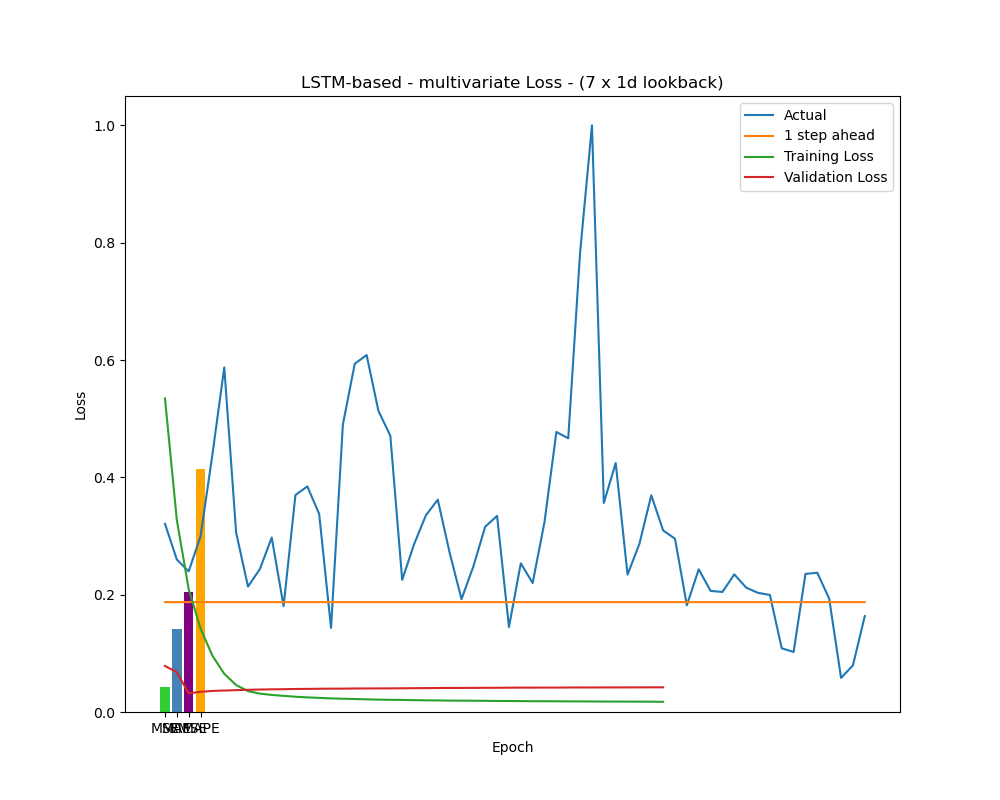 LSTM-based - multivariate Loss - (7 x 1d lookback)
Actual
1 step ahead
Training Loss
Validation Loss
Loss
1.0
0.8
0.6
0.4
0.2
0.0
Epoch